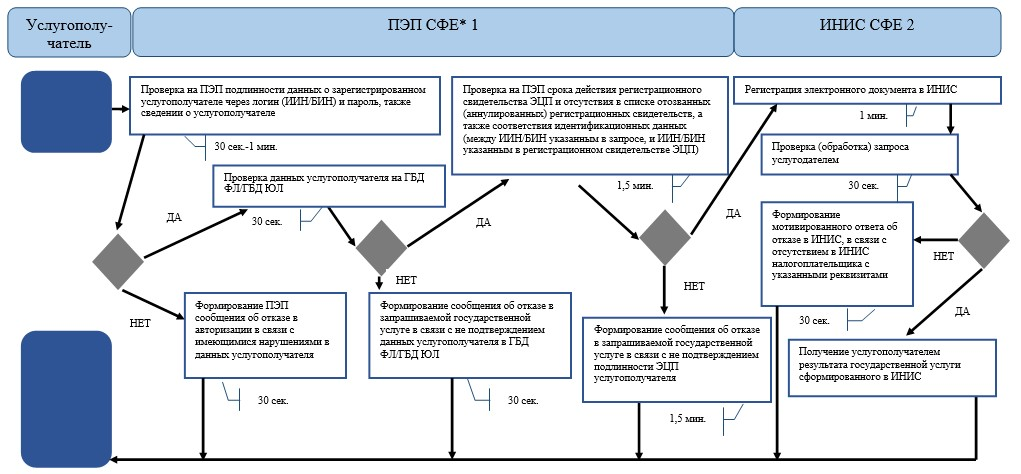 Услугополу-
чатель
ПЭП СФЕ* 1
ИНИС СФЕ 2
Проверка на ПЭП подлинности данных о зарегистрированном
услугополучателе через логин (ИИН/БИН) и пароль, также
сведении о услугополучателе
30 сек.-1 мин.
Проверка на ПЭП срока действия регистрационного
свидетельства ЭЦП и отсутствия в списке отозванных
(аннулированных) регистрационных свидетельств, а
также соответствия идентификационных данных
(между ИИН/БИН указанным в запросе, и ИИН/БИН
указанным в регистрационном свидетельстве ЭЦП)
1,5 мин.
Регистрация электронного документа в ИНИС
1 мин.
Проверка (обработка) запроса
услугодателем
30 сек.
Проверка данных услугополучателя на ГБД
ФЛ/ГБД ЮЛ
30 сек.
ДА
ДА
ДА
Формирование
мотивированного ответа об
отказе в ИНИС, в связи с
отсутствием в ИНИС
налогоплательщика с
указанными реквизитами
30 сек.
НЕТ
ДА
НЕТ
НЕТ
НЕТ
Формирование ПЭП
сообщения об отказе в
авторизации в связи с
имеющимися нарушениями в
данных услугополучателя
30 сек.
Формирование сообщения об отказе в
запрашиваемой государственной
услуге в связи с не подтверждением
данных услугополучателя в ГБД
ФЛ/ГБД ЮЛ
30 сек.
Формирование сообщения об отказе
в запрашиваемой государственной
услуге в связи с не подтверждением
подлинности ЭЦП
услугополучателя
1,5 мин.
Получение услугополучателем
результата государственной услуги
сформированного в ИНИС